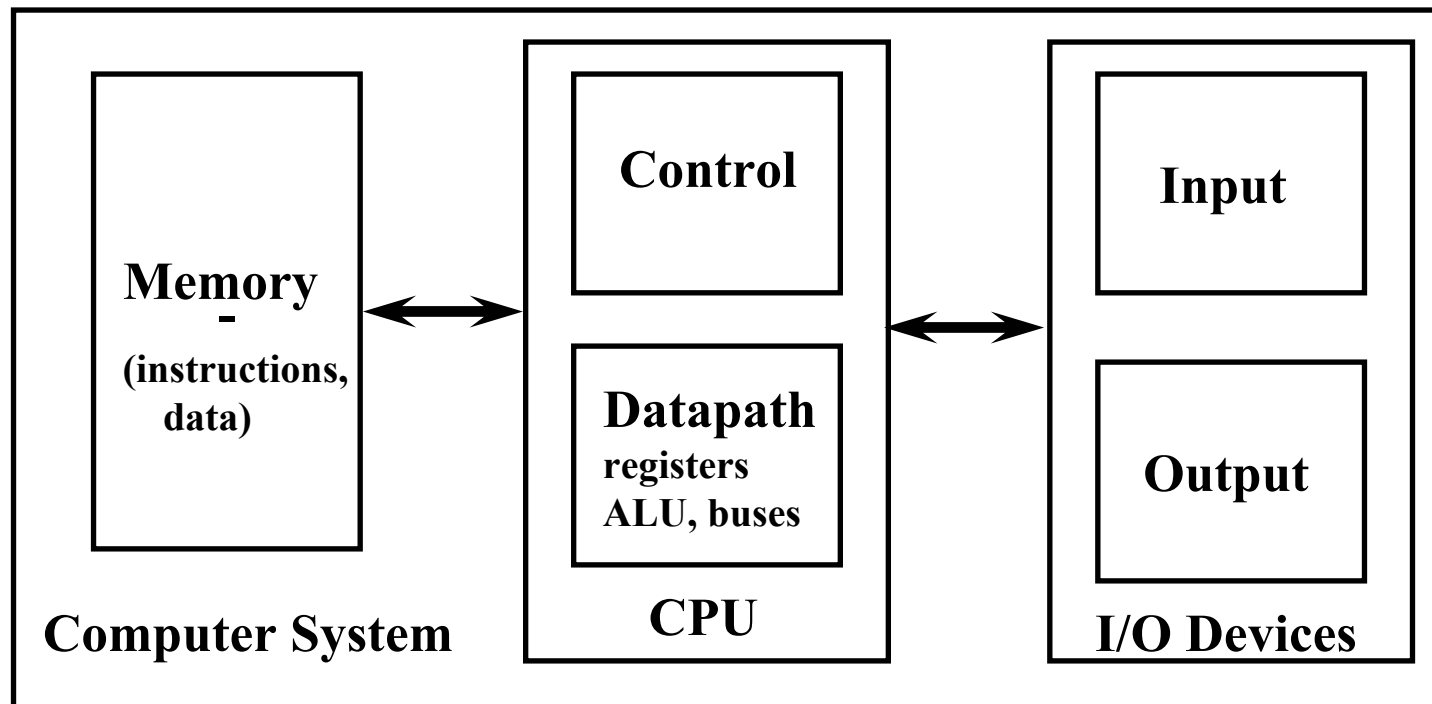 Memory
-
(instructions,
data)
Computer System
Control
Datapath
registers
ALU, buses
CPU
Input
Output
I/O Devices